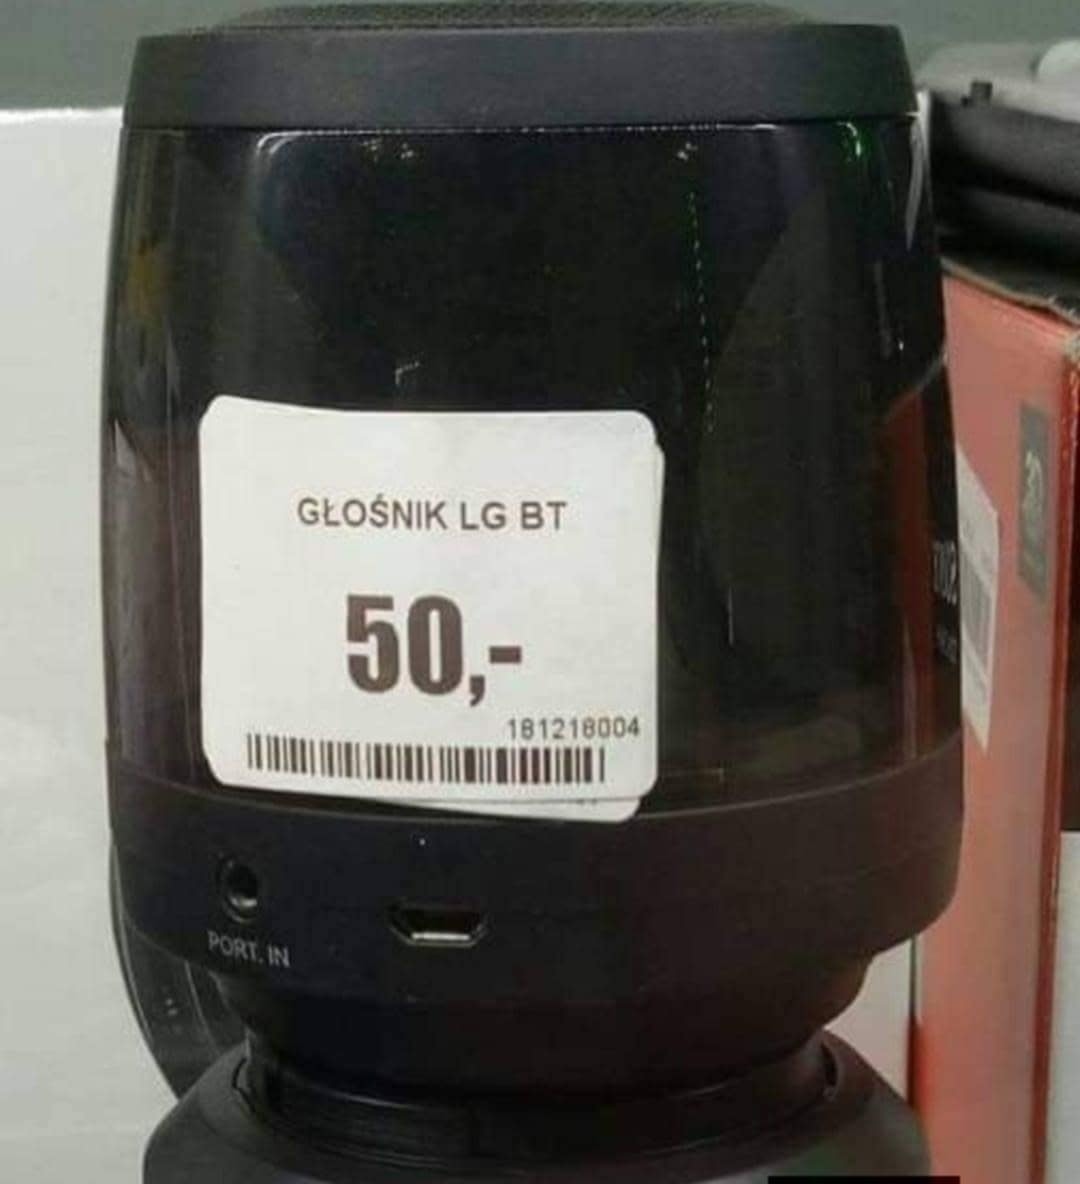 GŁOŚNIK LG BT
50,-
181218004
PORT. IN